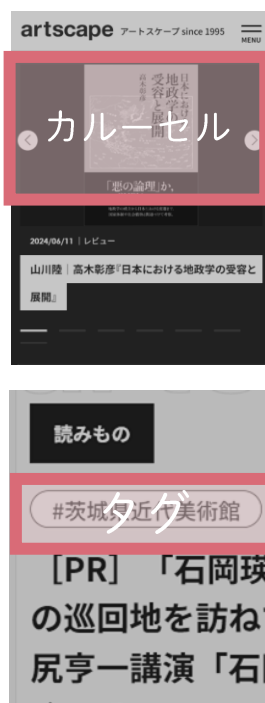 artscape アートスケープ since 1995
MENU
カルーセル
日本における
地政学の
受容と展開
高木彰彦
「悪の論理」か、
2024/06/11｜レビュー
山川陸｜高木彰彦『日本における地政学の受容と
展開』
読みもの
#茨城県近代美術館
タグ
［PR］「石岡瑛
の巡回地を訪ね
尻亨一講演「石